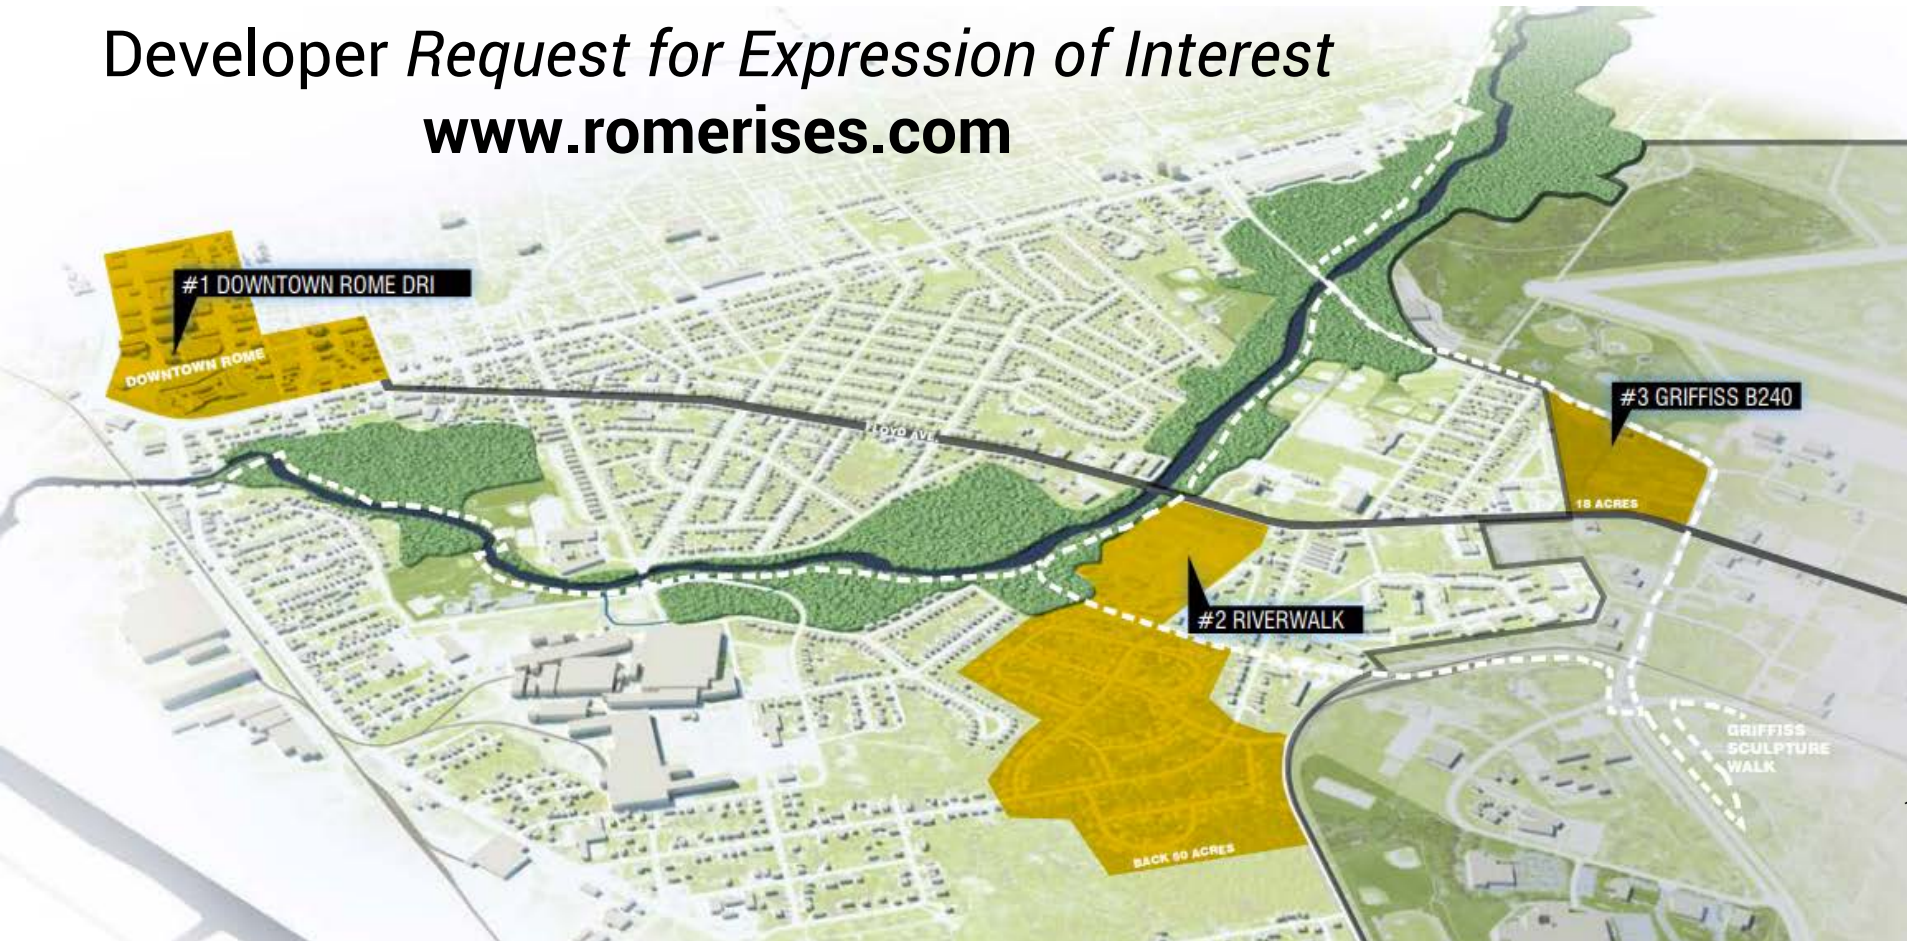 Developer Request for Expression of Interest
www.romerises.com
#1 DOWNTOWN ROME DRI
DOWNTOWN ROME
FLOYD AVE.
#3 GRIFFISS B240
18 ACRES
#2 RIVERWALK
GRIFFISS
SCULPTURE
WALK
BACK 60 ACRES